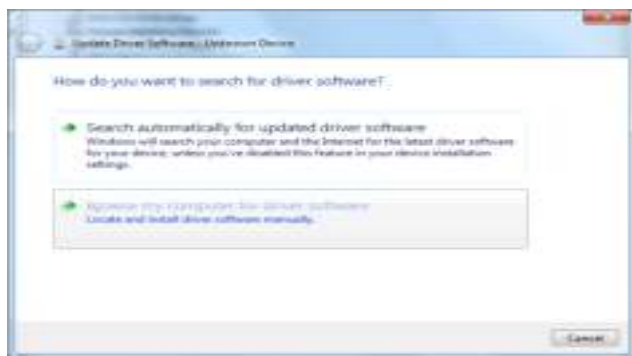 Update Driver Software - Unknown Device
How do you want to search for driver software?
Search automatically for updated driver software
Windows will search your computer and the Internet for the latest driver software
for your device, unless you've disabled this feature in your device installation
settings.
Browse my computer for driver software
Locate and install driver software manually.
Cancel